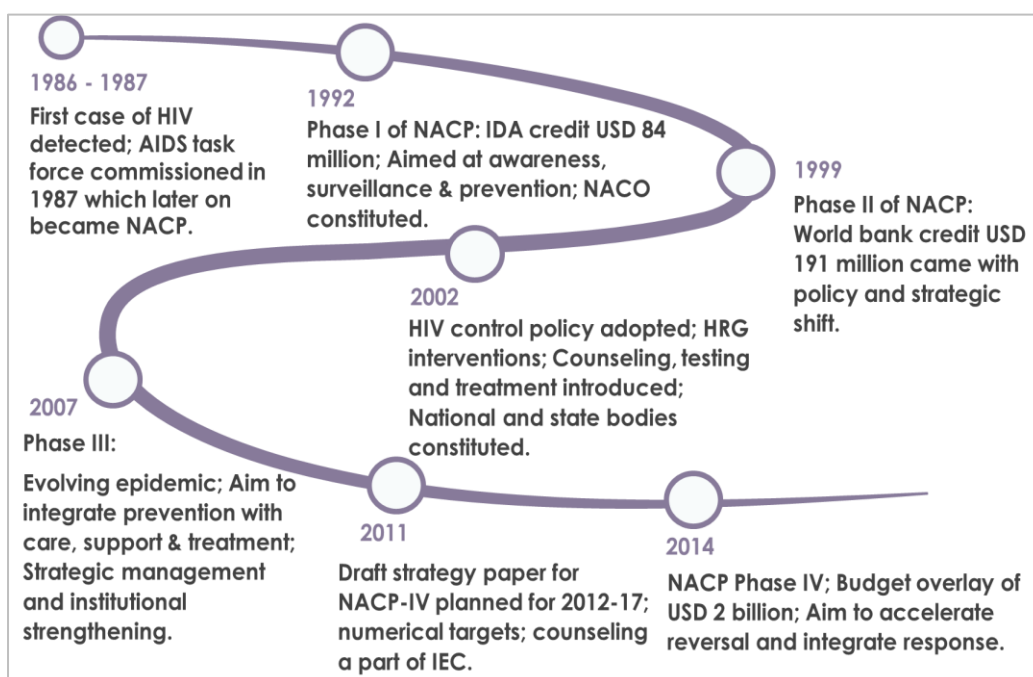 1986 - 1987
First case of HIV
detected; AIDS task
force commissioned in
1987 which later on
became NACP.
1992
Phase I of NACP: IDA credit USD 84
million; Aimed at awareness,
surveillance & prevention; NACO
constituted.
1999
Phase II of NACP:
World bank credit USD
191 million came with
policy and strategic
shift.
2002
HIV control policy adopted; HRG
interventions; Counseling, testing
and treatment introduced;
National and state bodies
constituted.
2007
Phase III:
Evolving epidemic; Aim to
integrate prevention with
care, support & treatment;
Strategic management
and institutional
strengthening.
2011
Draft strategy paper for
NACP-IV planned for 2012-17;
numerical targets; counseling
a part of IEC.
2014
NACP Phase IV; Budget overlay of
USD 2 billion; Aim to accelerate
reversal and integrate response.